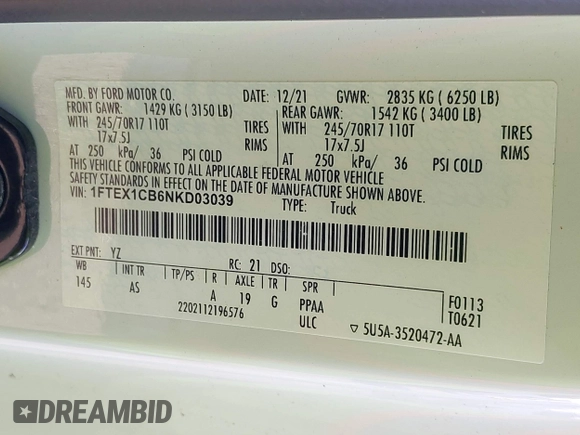 MFD. BY FORD MOTOR CO.
DATE: 12/21 GVWR: 2835 KG ( 6250 LB)
FRONT GAWR: 1429 KG ( 3150 LB) REAR GAWR: 1542 KG ( 3400 LB)
WITH 245/70R17 110T TIRES WITH 245/70R17 110T TIRES
17x7.5J RIMS 17x7.5J RIMS
AT 250 kPa/ 36 PSI COLD AT 250 kPa/ 36 PSI COLD
THIS VEHICLE CONFORMS TO ALL APPLICABLE FEDERAL MOTOR VEHICLE
SAFETY STANDARDS IN EFFECT ON THE DATE OF MANUFACTURE SHOWN ABOVE.
VIN: 1FTEX1CB6NKD03039
TYPE: Truck
EXT PNT: YZ RC: 21 DSO:
WB INT TR TP/PS R AXLE TR SPR
145 AS A 19 G PPAA
F0113
T0621
2202112196576 ULC ▽ 5U5A-3520472-AA
DREAMBID